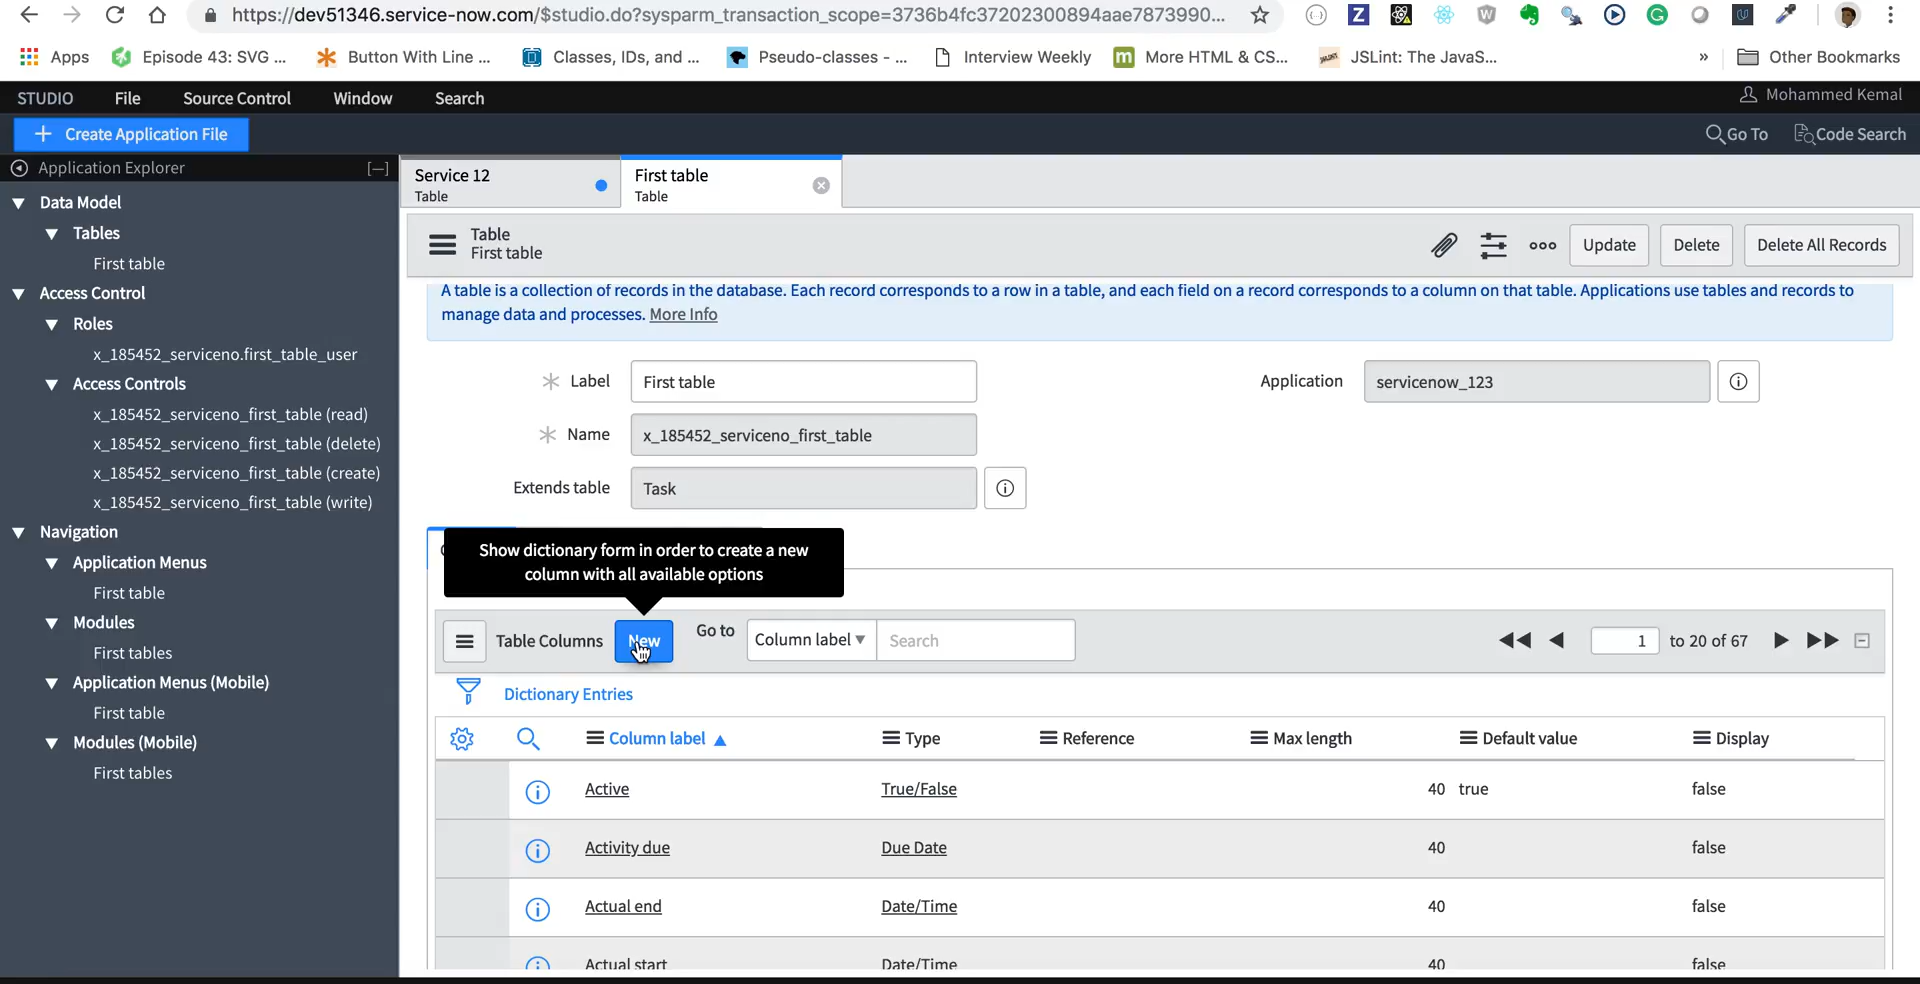 https://dev51346.service-now.com/$studio.do?sysparm_transaction_scope=3736b4fc37202300894aae7873990...
Apps
Episode 43: SVG ...
Button With Line ...
Classes, IDs, and ...
Pseudo-classes - ...
Interview Weekly
More HTML & CS...
JSLint: The JavaS...
»
Other Bookmarks
STUDIO
File
Source Control
Window
Search
Mohammed Kemal
+ Create Application File
Go To
Code Search
Application Explorer
[—]
Service 12
Table
First table
Table
Data Model
Tables
First table
Access Control
Roles
x_185452_serviceno.first_table_user
Access Controls
x_185452_serviceno_first_table (read)
x_185452_serviceno_first_table (delete)
x_185452_serviceno_first_table (create)
x_185452_serviceno_first_table (write)
Navigation
Application Menus
First table
Modules
First tables
Application Menus (Mobile)
First table
Modules (Mobile)
First tables
Table
First table
Update
Delete
Delete All Records
A table is a collection of records in the database. Each record corresponds to a row in a table, and each field on a record corresponds to a column on that table. Applications use tables and records to
manage data and processes. More Info
Label
First table
Application
servicenow_123
Name
x_185452_serviceno_first_table
Extends table
Task
Show dictionary form in order to create a new
column with all available options
Table Columns
New
Go to
Column label
Search
1
to 20 of 67
Dictionary Entries
Column label
Type
Reference
Max length
Default value
Display
Active
True/False
40
true
false
Activity due
Due Date
40
false
Actual end
Date/Time
40
false
Actual start
Date/Time
40
false